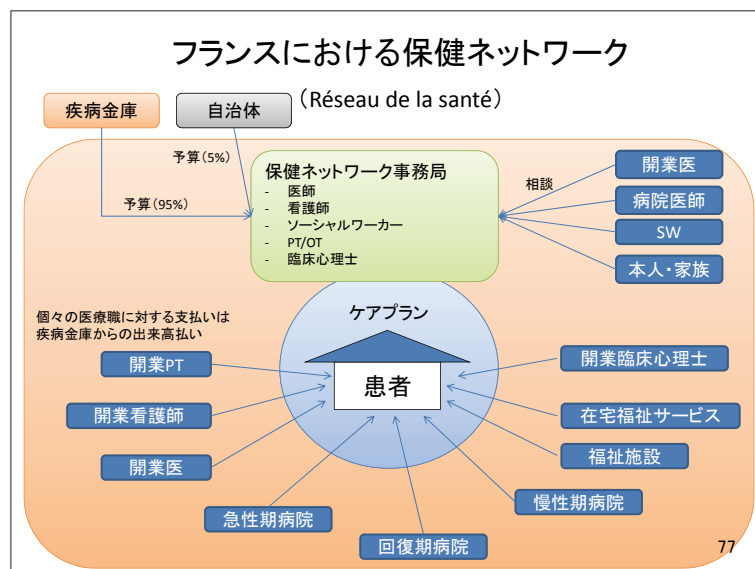 フランスにおける保健ネットワーク
(Réseau de la santé)
疾病金庫
自治体
予算(5%)
予算(95%)
保健ネットワーク事務局
- 医師
- 看護師
- ソーシャルワーカー
- PT/OT
- 臨床心理士
相談
開業医
病院医師
SW
本人・家族
個々の医療職に対する支払いは
疾病金庫からの出来高払い
ケアプラン
患者
開業PT
開業看護師
開業医
急性期病院
回復期病院
慢性期病院
福祉施設
在宅福祉サービス
開業臨床心理士
77